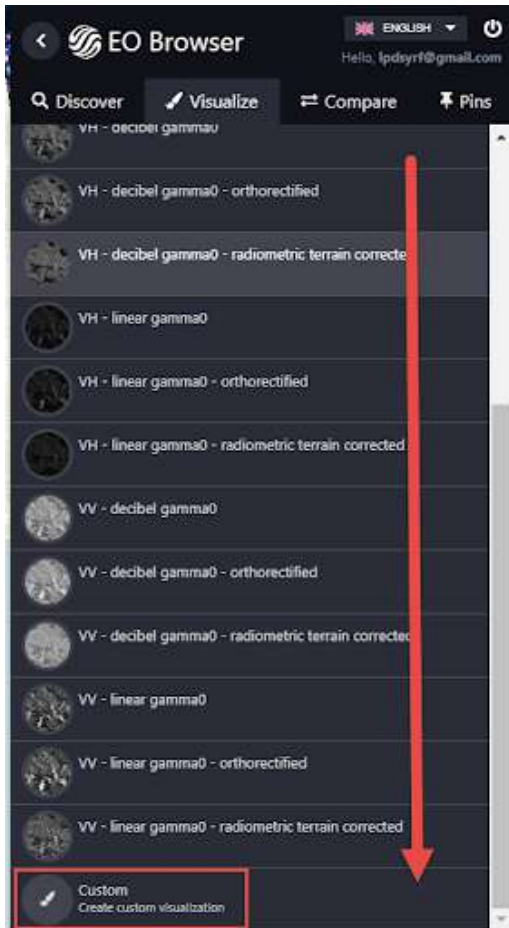 EO Browser
ENGLISH
Hello, lpdsyrf@gmail.com
Discover Visualize Compare Pins
VH - decibel gamma0
VH - decibel gamma0 - orthorectified
VH - decibel gamma0 - radiometric terrain correcte
VH - linear gamma0
VH - linear gamma0 - orthorectified
VH - linear gamma0 - radiometric terrain corrected
VV - decibel gamma0
VV - decibel gamma0 - orthorectified
VV - decibel gamma0 - radiometric terrain corrected
VV - linear gamma0
VV - linear gamma0 - orthorectified
VV - linear gamma0 - radiometric terrain corrected
Custom
Create custom visualization